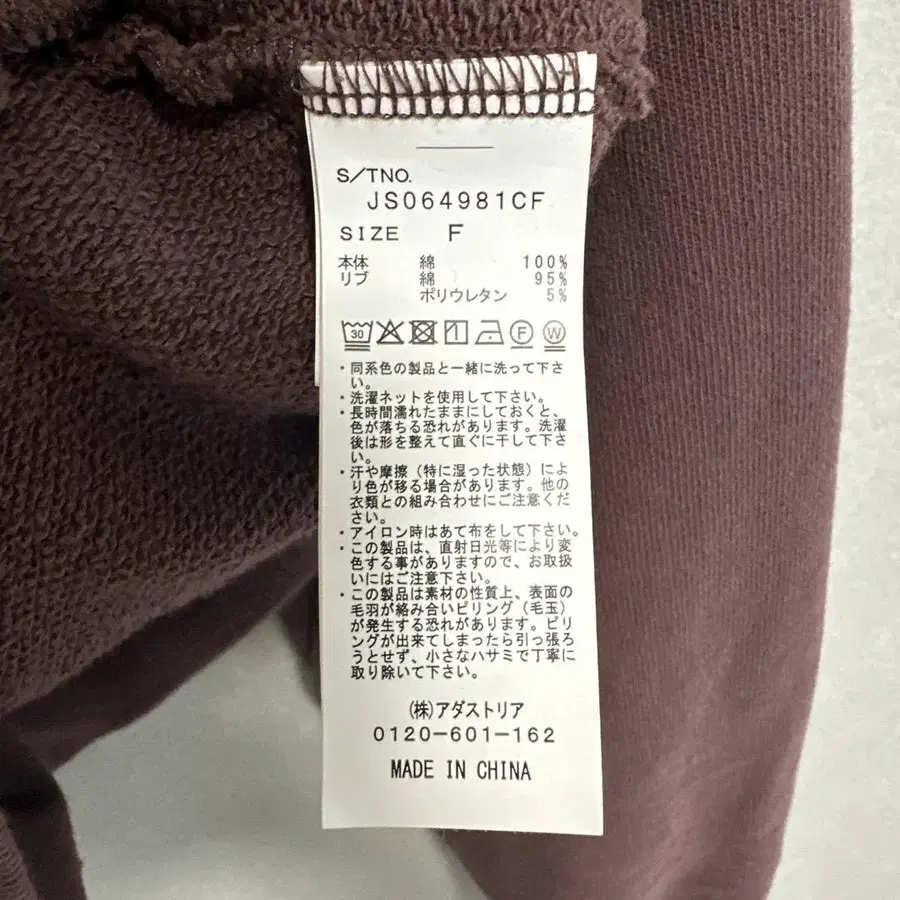 S/TNO.
JS064981CF
SIZE F
本体 綿 100%
リブ 綿 95%
ポリウレタン 5%
30 F W
・同系色の製品と一緒に洗って下さ
い。
・洗濯ネットを使用して下さい。
・長時間濡れたままにしておくと、
色が落ちる恐れがあります。洗濯
後は形を整えて直ぐに干して下さ
い。
・汗や摩擦（特に湿った状態）によ
り色が移る場合があります。他の
衣類との組み合わせにご注意くだ
さい。
・アイロン時はあて布をして下さい。
・この製品は、直射日光等により変
色する事がありますので、お取扱
いにはご注意下さい。
・この製品は素材の性質上、表面の
毛羽が絡み合いピリング（毛玉）
が発生する恐れがあります。ピリ
ングが出来てしまったら引っ張ろ
うとせず、小さなハサミで丁寧に
取り除いて下さい。
(株)アダストリア
0120-601-162
MADE IN CHINA